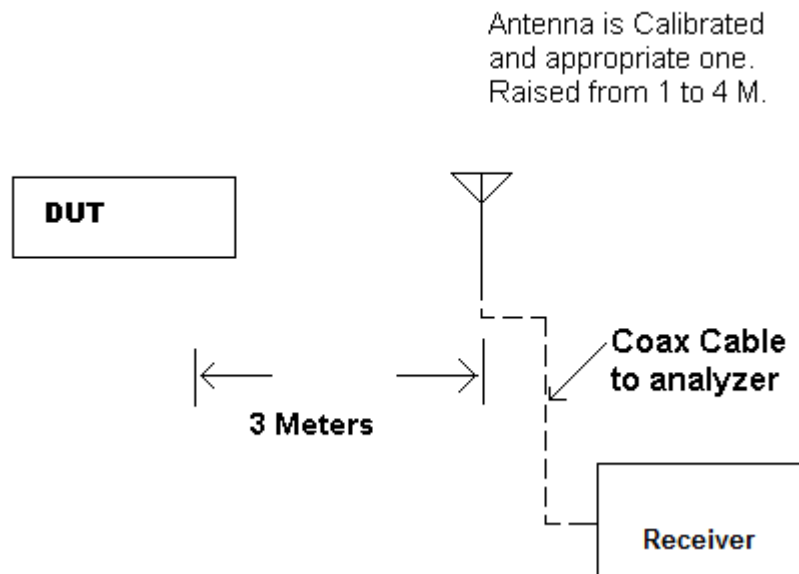 Antenna is Calibrated
and appropriate one.
Raised from 1 to 4 M.
DUT
Coax Cable
to analyzer
3 Meters
Receiver